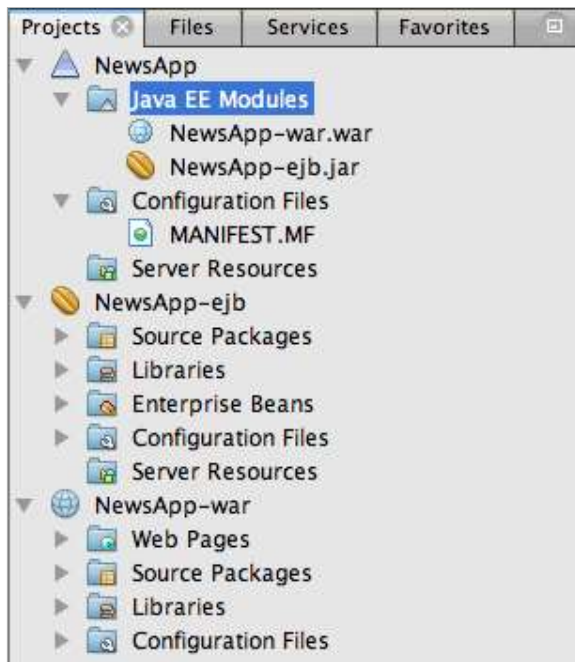 Projects Files Services Favorites
NewsApp
Java EE Modules
NewsApp-war.war
NewsApp-ejb.jar
Configuration Files
MANIFEST.MF
Server Resources
NewsApp-ejb
Source Packages
Libraries
Enterprise Beans
Configuration Files
Server Resources
NewsApp-war
Web Pages
Source Packages
Libraries
Configuration Files